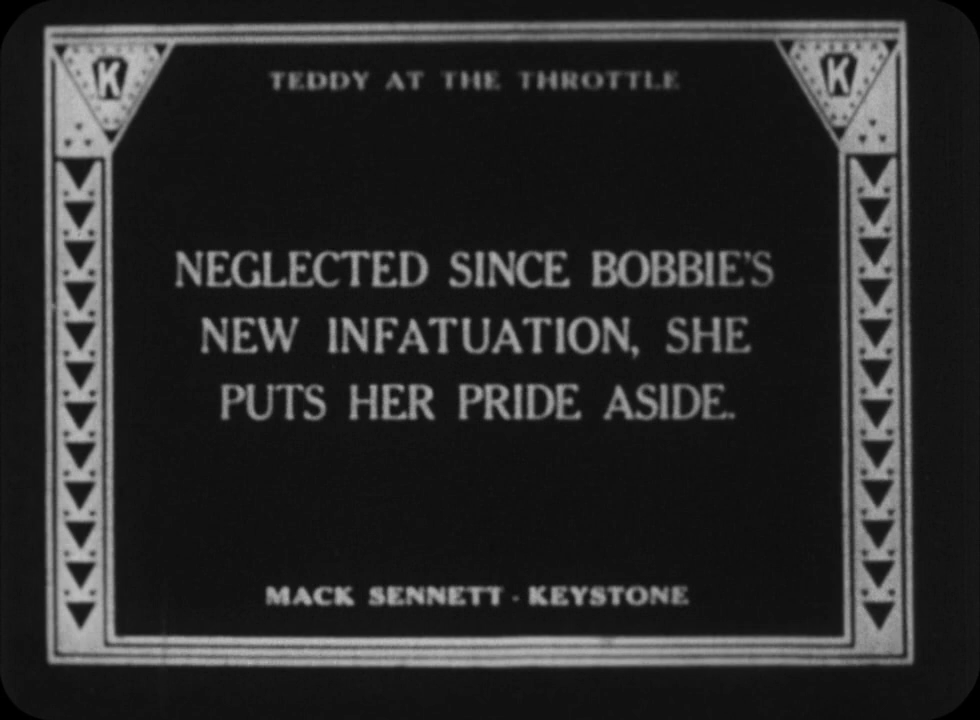 K K
TEDDY AT THE THROTTLE
NEGLECTED SINCE BOBBIE'S
NEW INFATUATION, SHE
PUTS HER PRIDE ASIDE.
MACK SENNETT · KEYSTONE